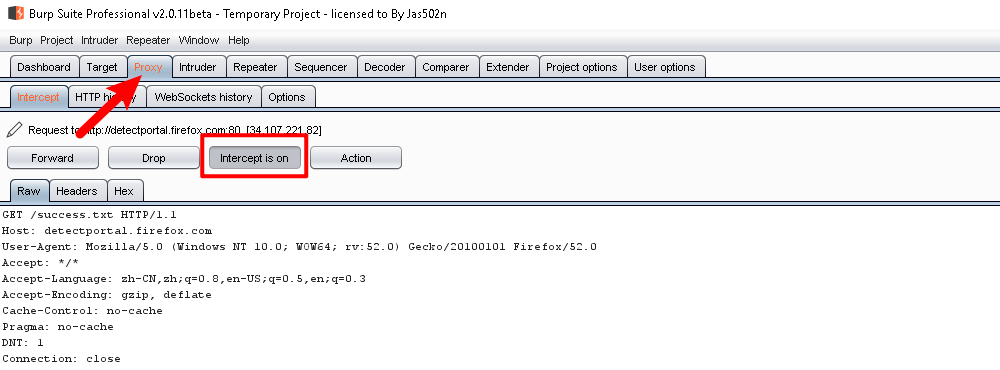 Burp Suite Professional v2.0.11beta - Temporary Project - licensed to By Jas502n
Burp Project Intruder Repeater Window Help
Dashboard Target Proxy Intruder Repeater Sequencer Decoder Comparer Extender Project options User options
Intercept HTTP history WebSockets history Options
Request to http://detectportal.firefox.com:80 [34.107.221.82]
Forward Drop Intercept is on Action
Raw Headers Hex
GET /success.txt HTTP/1.1
Host: detectportal.firefox.com
User-Agent: Mozilla/5.0 (Windows NT 10.0; WOW64; rv:52.0) Gecko/20100101 Firefox/52.0
Accept: */*
Accept-Language: zh-CN,zh;q=0.8,en-US;q=0.5,en;q=0.3
Accept-Encoding: gzip, deflate
Cache-Control: no-cache
Pragma: no-cache
DNT: 1
Connection: close